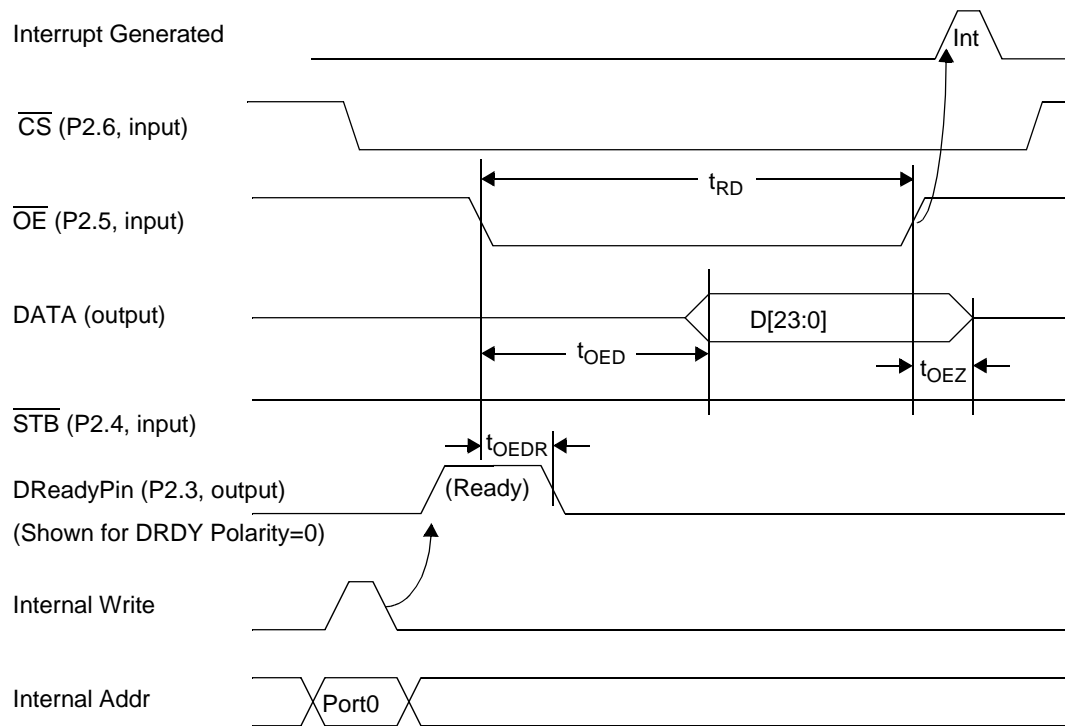 Interrupt Generated
Int
CS (P2.6, input)
tRD
OE (P2.5, input)
DATA (output)
D[23:0]
tOED
tOEZ
STB (P2.4, input)
tOEDR
DReadyPin (P2.3, output)
(Ready)
(Shown for DRDY Polarity=0)
Internal Write
Internal Addr
Port0